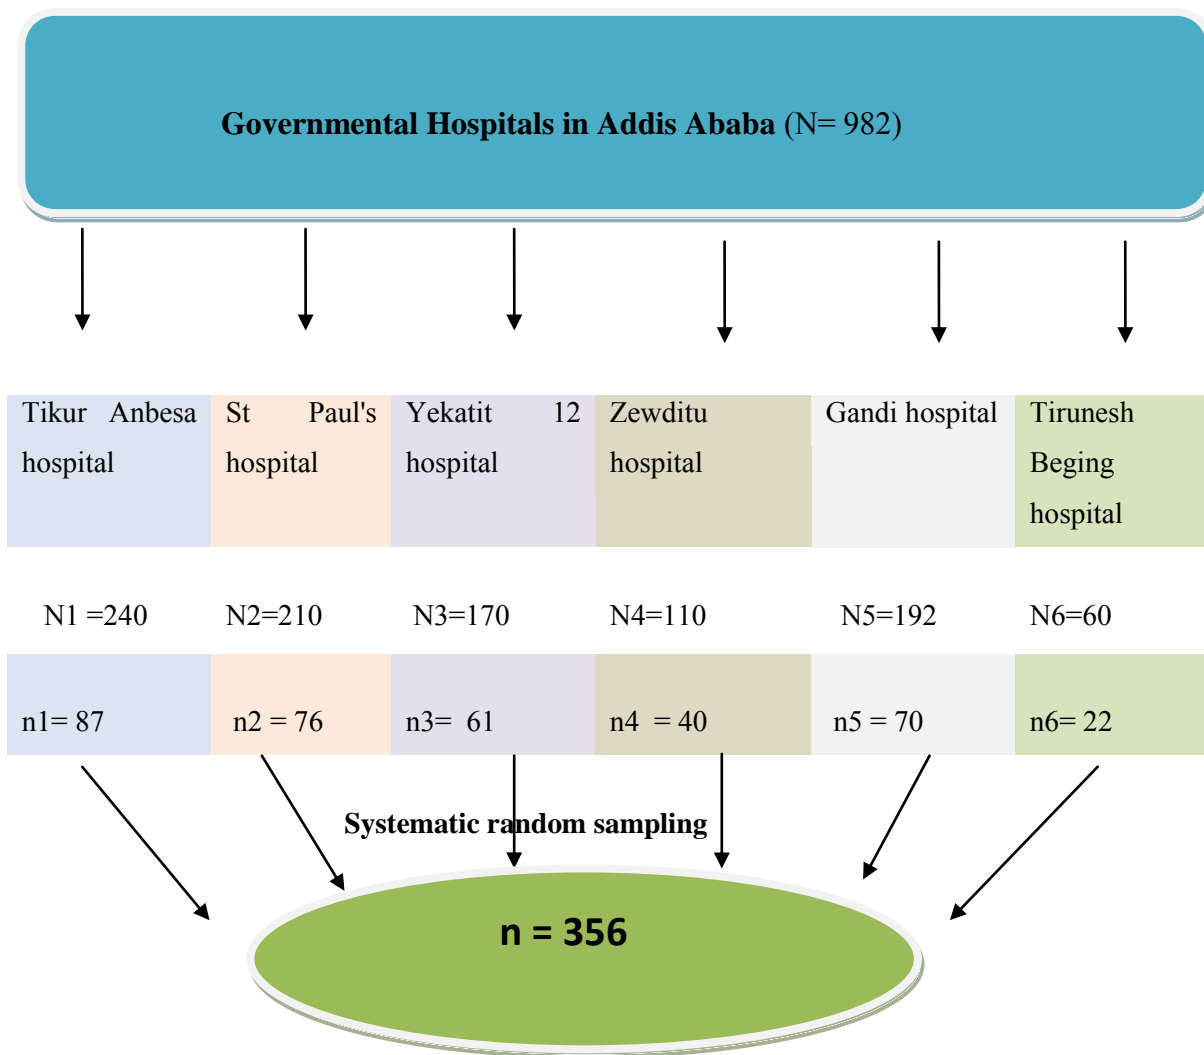 Governmental Hospitals in Addis Ababa (N= 982)
Tikur Anbesa
hospital
St Paul's
hospital
Yekatit 12
hospital
Zewditu
hospital
Gandi hospital
Tirunesh
Beging
hospital
N1 =240
N2=210
N3=170
N4=110
N5=192
N6=60
n1= 87
n2 = 76
n3= 61
n4 = 40
n5 = 70
n6= 22
Systematic random sampling
n = 356